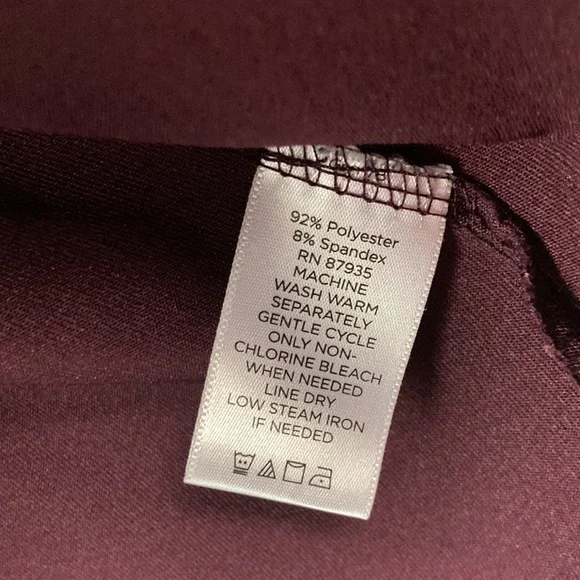 92% Polyester
8% Spandex
RN 87935
MACHINE
WASH WARM
SEPARATELY
GENTLE CYCLE
ONLY NON-
CHLORINE BLEACH
WHEN NEEDED
LINE DRY
LOW STEAM IRON
IF NEEDED